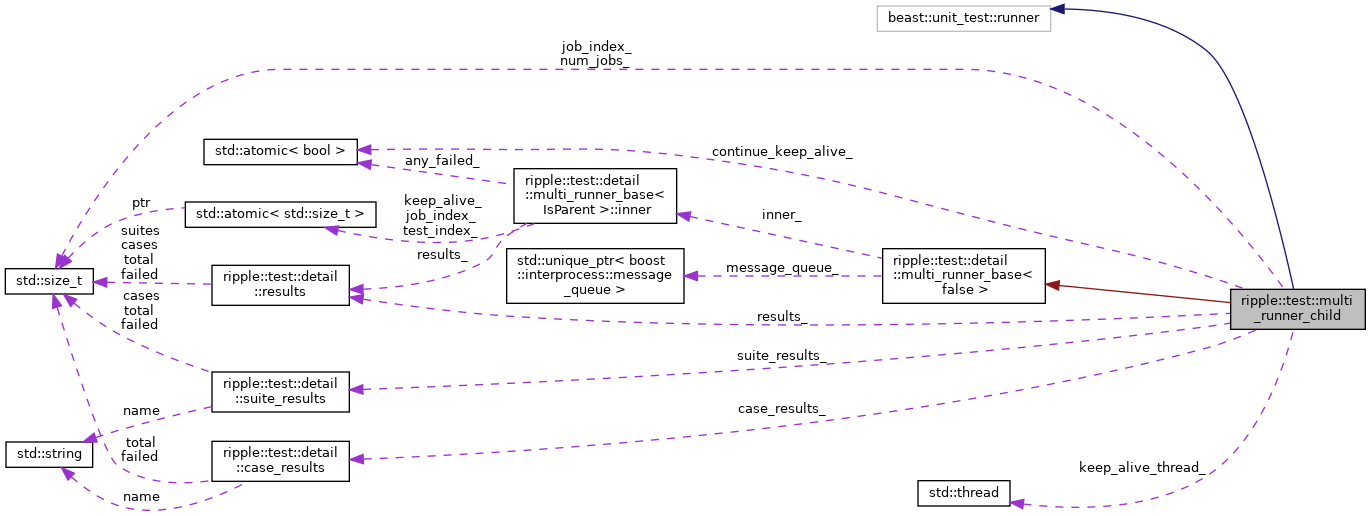 beast::unit_test::runner
job_index_
num_jobs_
std::atomic< bool >
continue_keep_alive_
any_failed_
ripple::test::detail
::multi_runner_base<
IsParent >::inner
ptr
std::atomic< std::size_t >
keep_alive_
job_index_
test_index_
inner_
suites
cases
total
failed
results_
std::unique_ptr< boost
::interprocess::message
_queue >
message_queue_
ripple::test::detail
::multi_runner_base<
false >
std::size_t
ripple::test::detail
::results
ripple::test::multi
_runner_child
cases
total
failed
results_
suite_results_
ripple::test::detail
::suite_results
name
case_results_
std::string
total
failed
ripple::test::detail
::case_results
name
keep_alive_thread_
std::thread